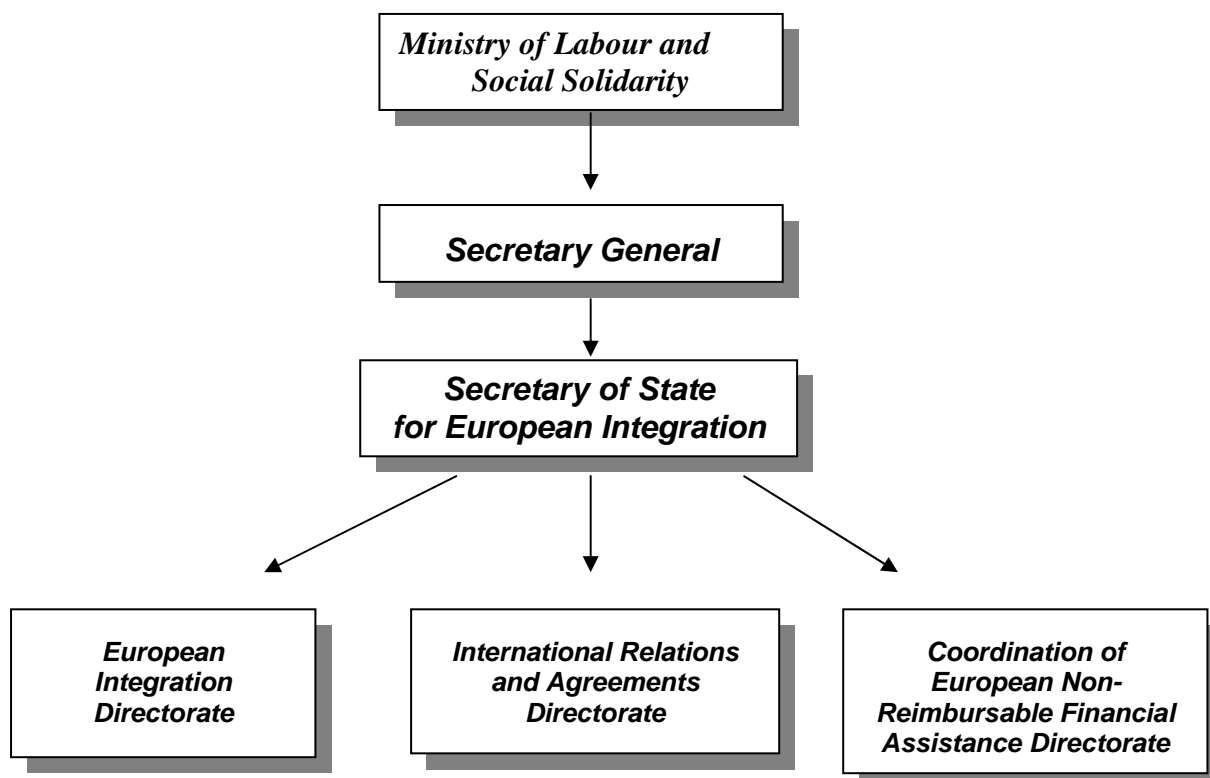 Ministry of Labour and
Social Solidarity
Secretary General
Secretary of State
for European Integration
European
Integration
Directorate
International Relations
and Agreements
Directorate
Coordination of
European Non-
Reimbursable Financial
Assistance Directorate